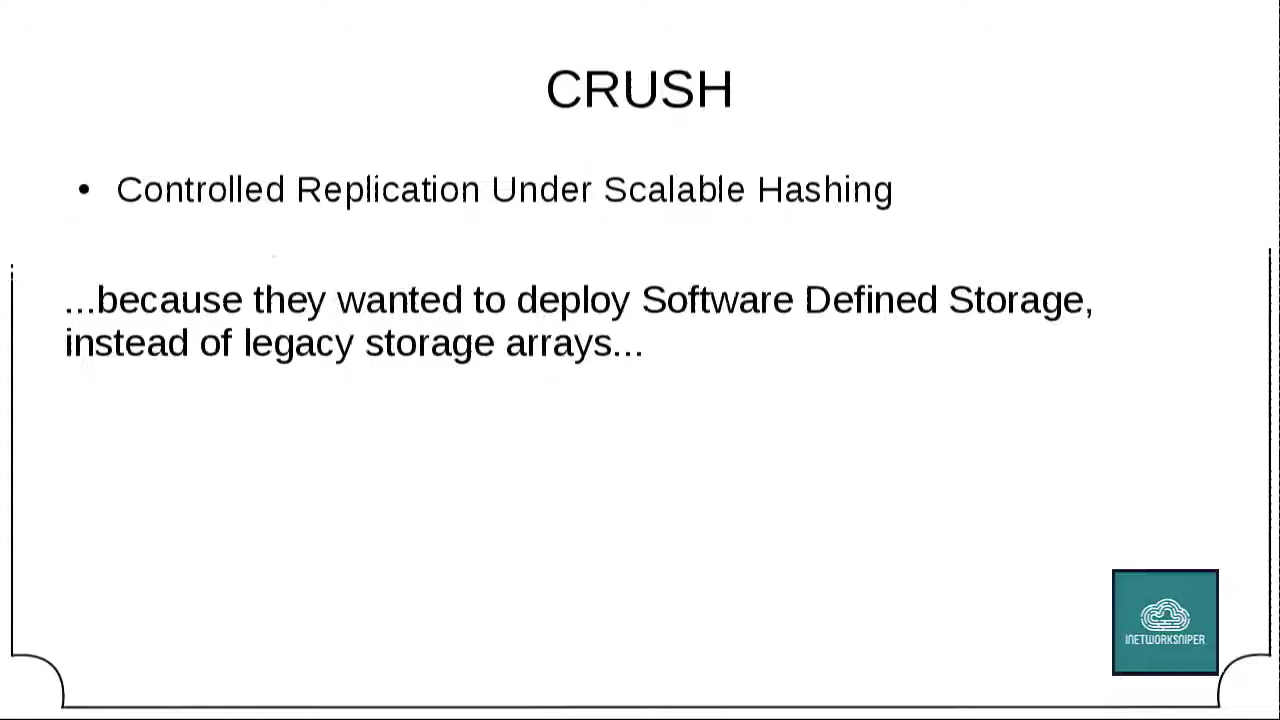 CRUSH
• Controlled Replication Under Scalable Hashing
...because they wanted to deploy Software Defined Storage,
instead of legacy storage arrays...
INETWORKSNIPER